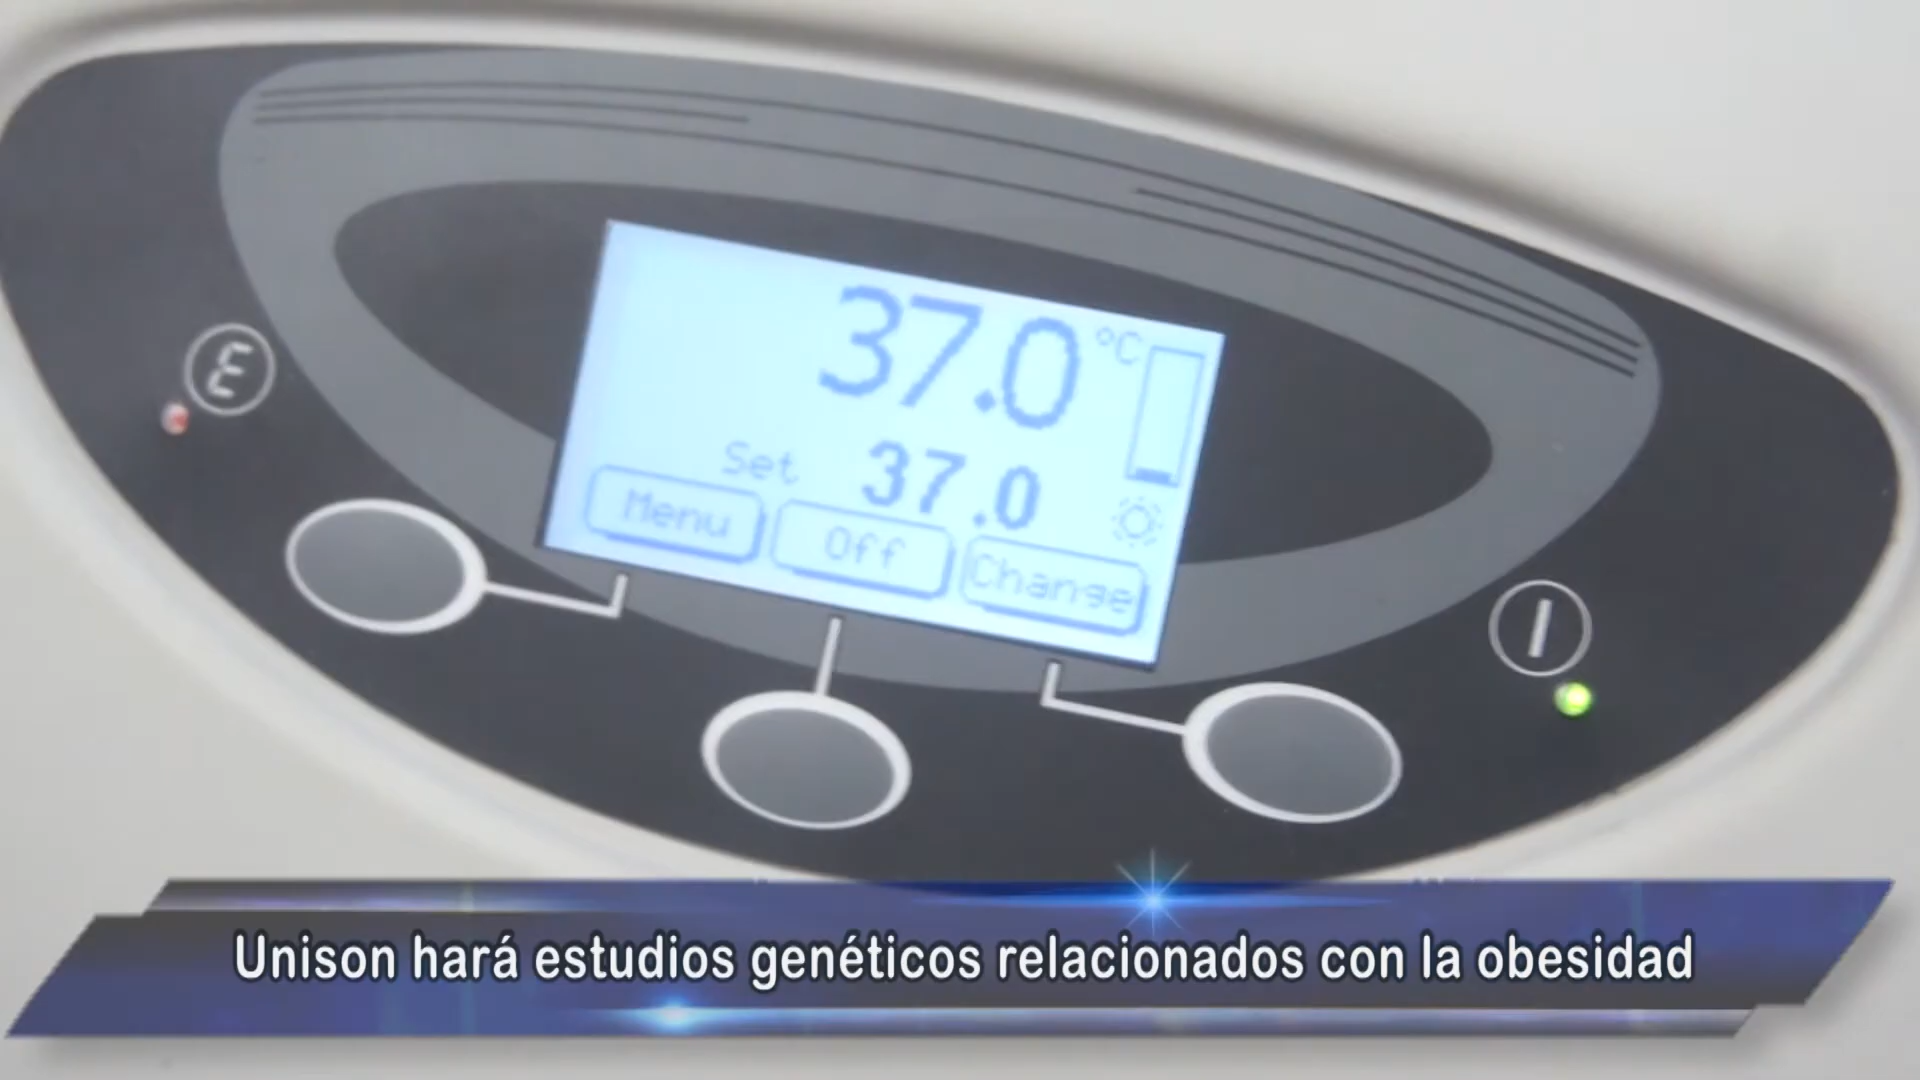 37.0 °C
Set 37.0
Menu Off Change
E
I
Unison hará estudios genéticos relacionados con la obesidad